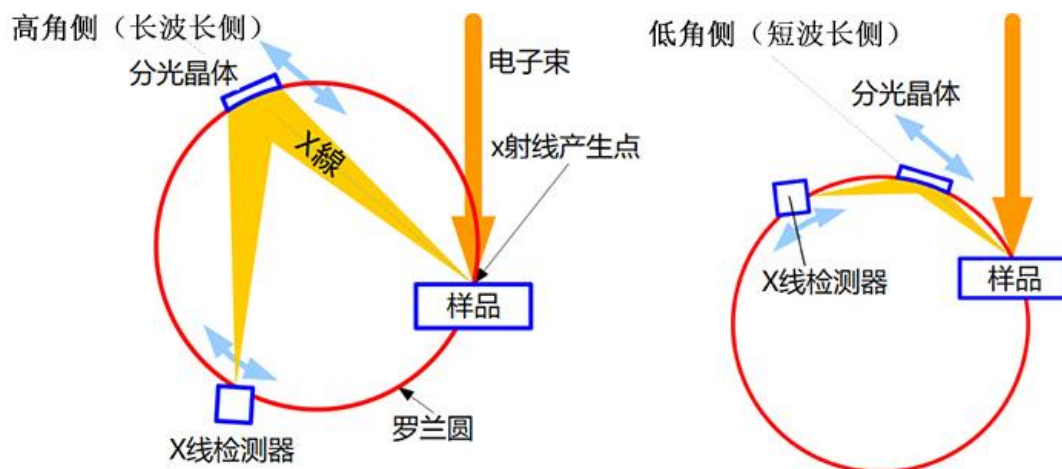 高角侧（长波长侧）
分光晶体
电子束
X線
x射线产生点
样品
罗兰圆
X线检测器
低角侧（短波长侧）
分光晶体
X线检测器
样品